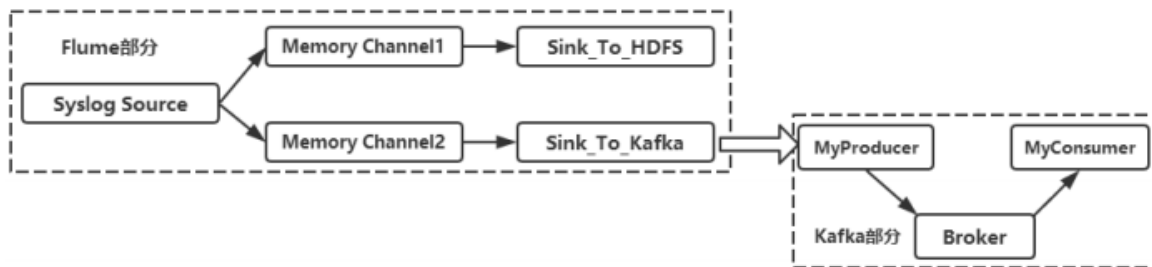 Flume部分
Memory Channel1
Sink_To_HDFS
Syslog Source
Memory Channel2
Sink_To_Kafka
MyProducer
MyConsumer
Kafka部分
Broker